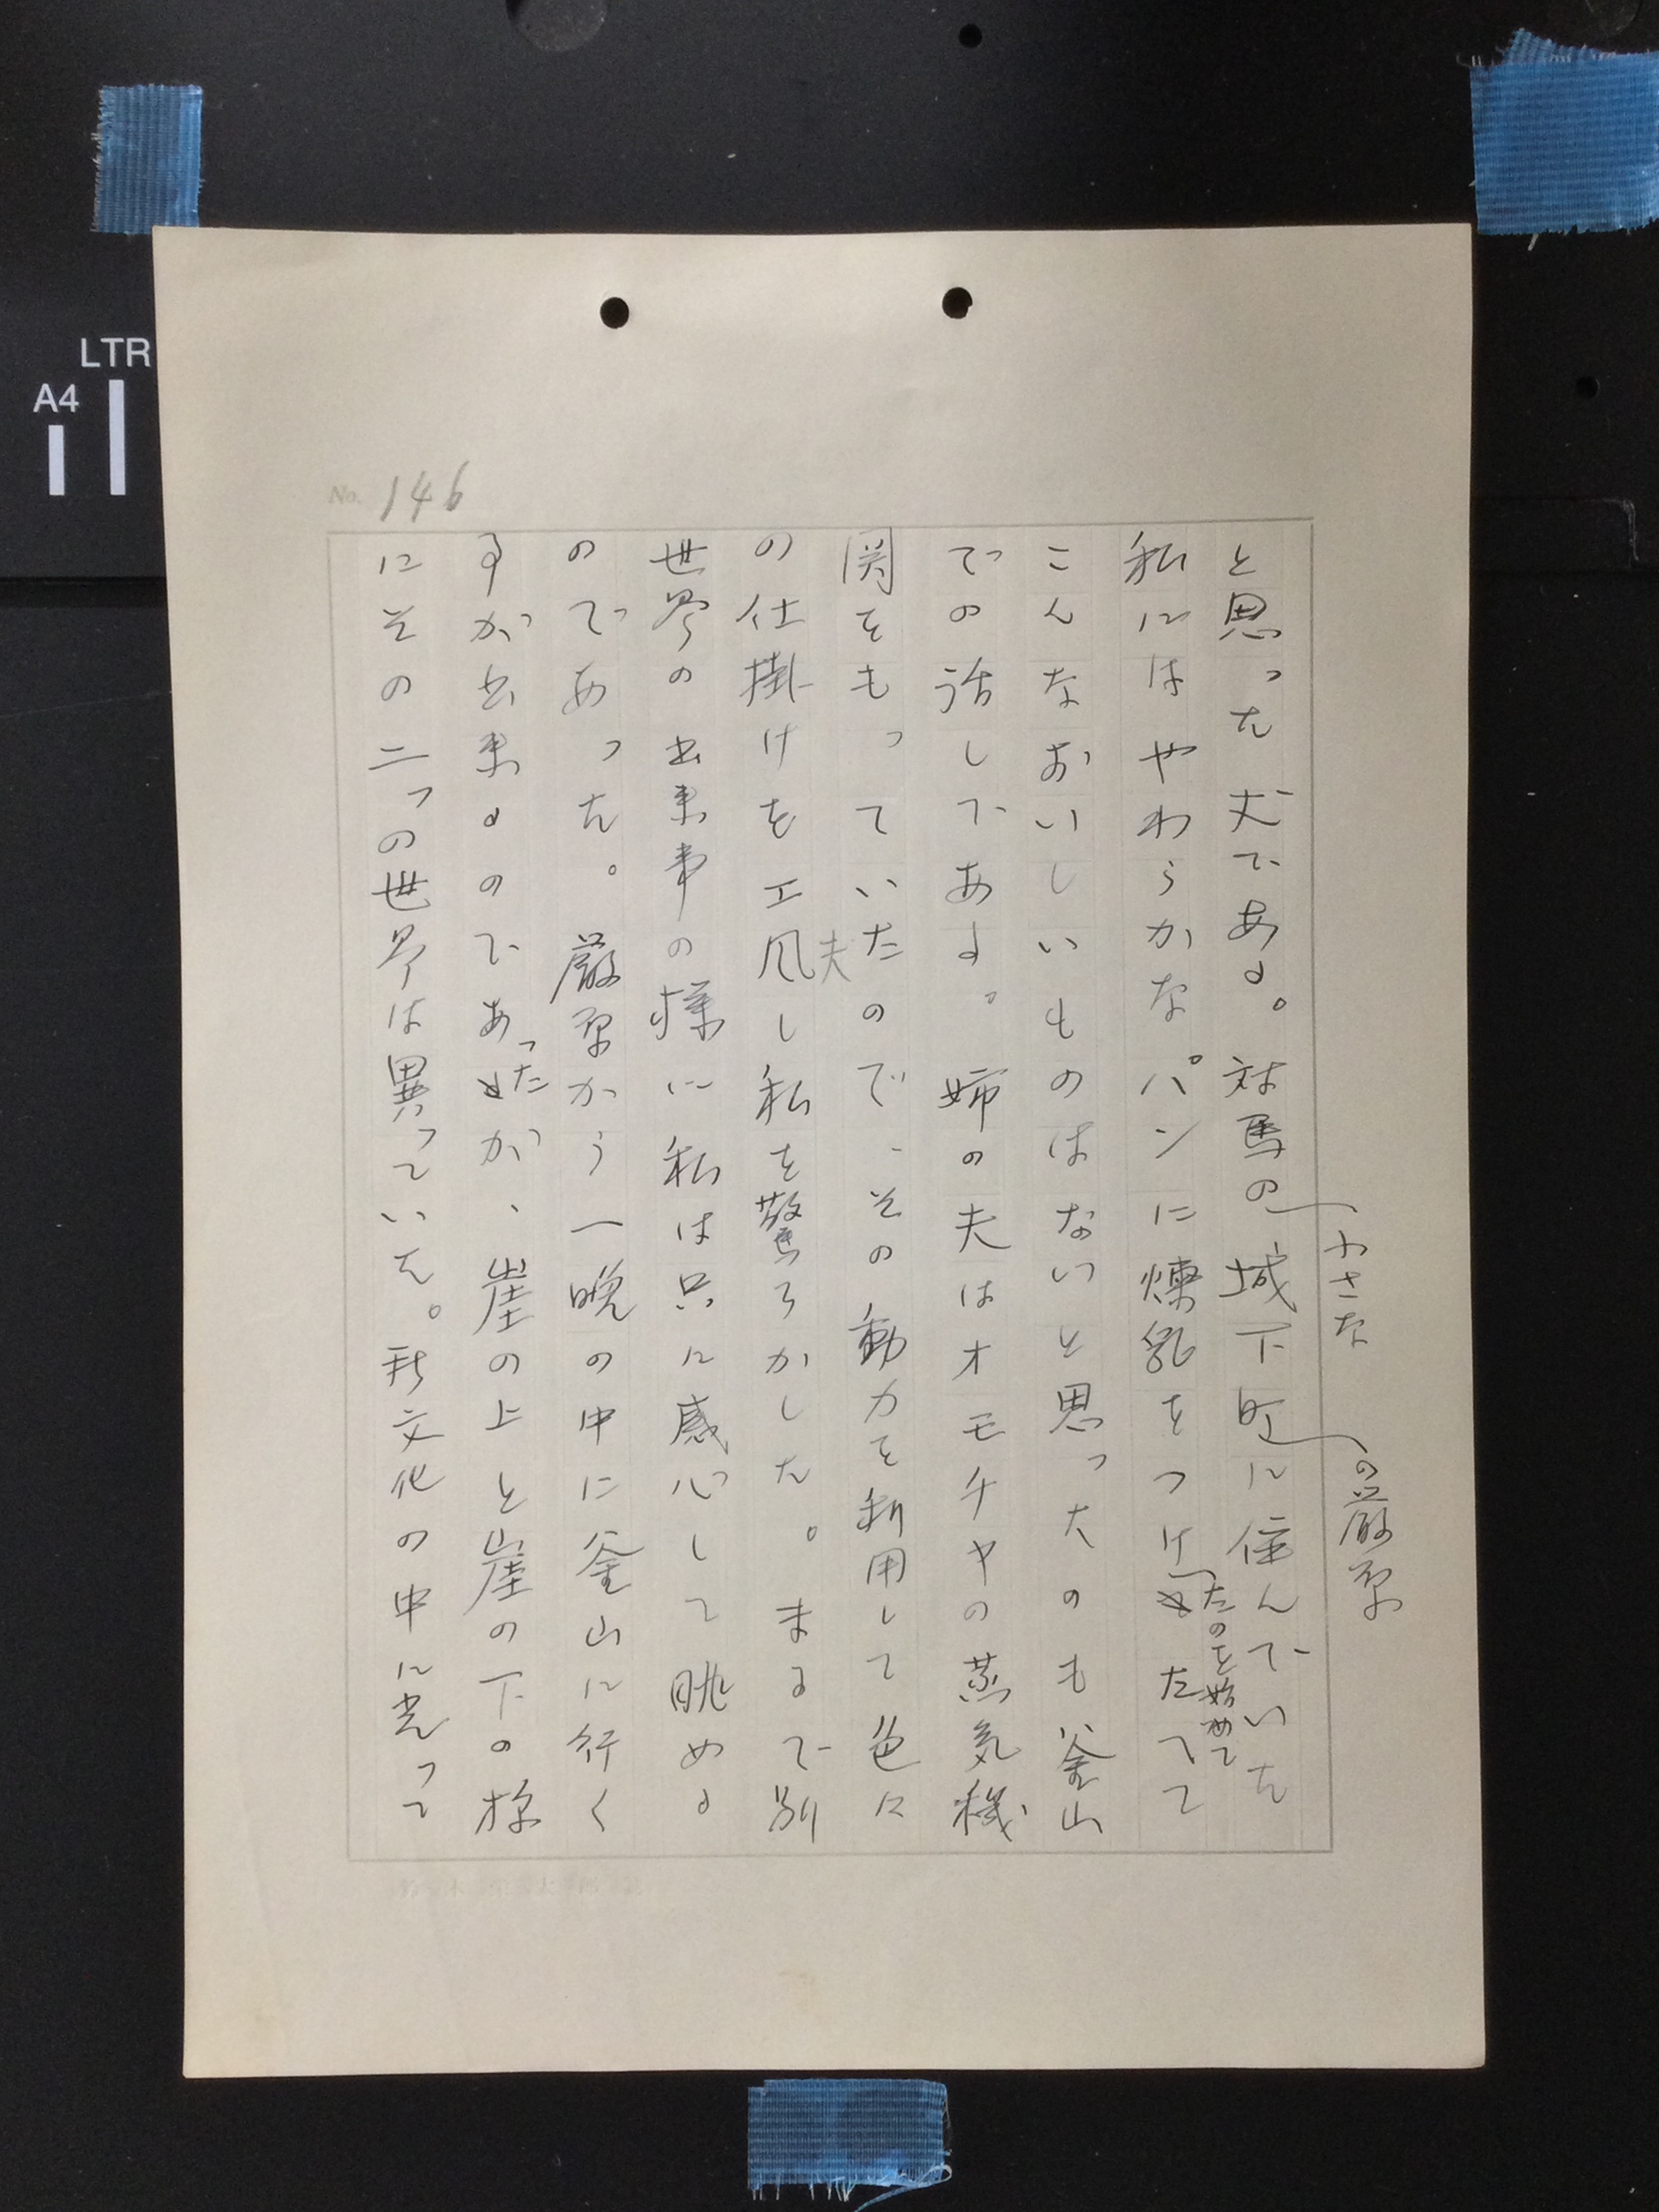 LTR
A4
No. 146
と思った丈である。対馬の小さな城下町の厳原に住んでいた
私にはやわらかなパンに煉乳をつけたのを始めてたべて
こんなおいしいものはないと思ったのも釜山
での話しである。姉の夫はオモチャの蒸気機
関をもっていたので、その動力を利用して色に
の仕掛けを工夫し私を驚ろかした。まるで別
世界の出来事の様に私は只に感心して眺める
のであった。厳原から一晩の中に釜山に行く
事が出来るのであったが、崖の上と崖の下の様
にその二つの世界は異っていた。新文化の中に光って